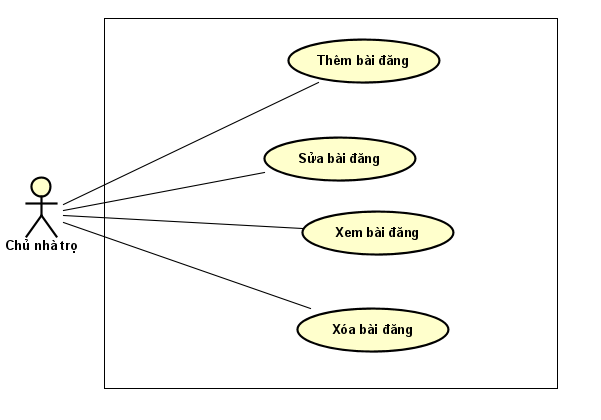 Thêm bài đăng
Sửa bài đăng
Xem bài đăng
Chủ nhà trọ
Xóa bài đăng